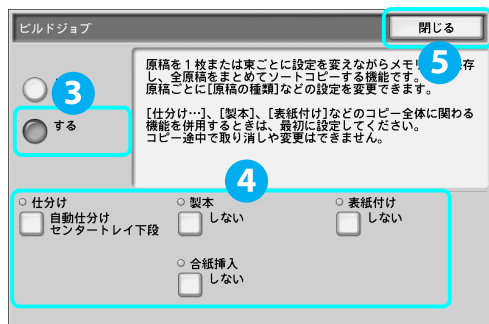 ビルドジョブ
閉じる
5
原稿を1枚または束ごとに設定を変えながらメモリ
存
し、全原稿をまとめてソートコピーする機能です。
原稿ごとに[原稿の種類]などの設定を変更できます。
[仕分け…]、[製本]、[表紙付け]などのコピー全体に関わる
機能を併用するときは、最初に設定してください。
コピー途中で取り消しや変更はできません。
3
する
4
仕分け
自動仕分け
センタートレイ下段
製本
しない
表紙付け
しない
合紙挿入
しない